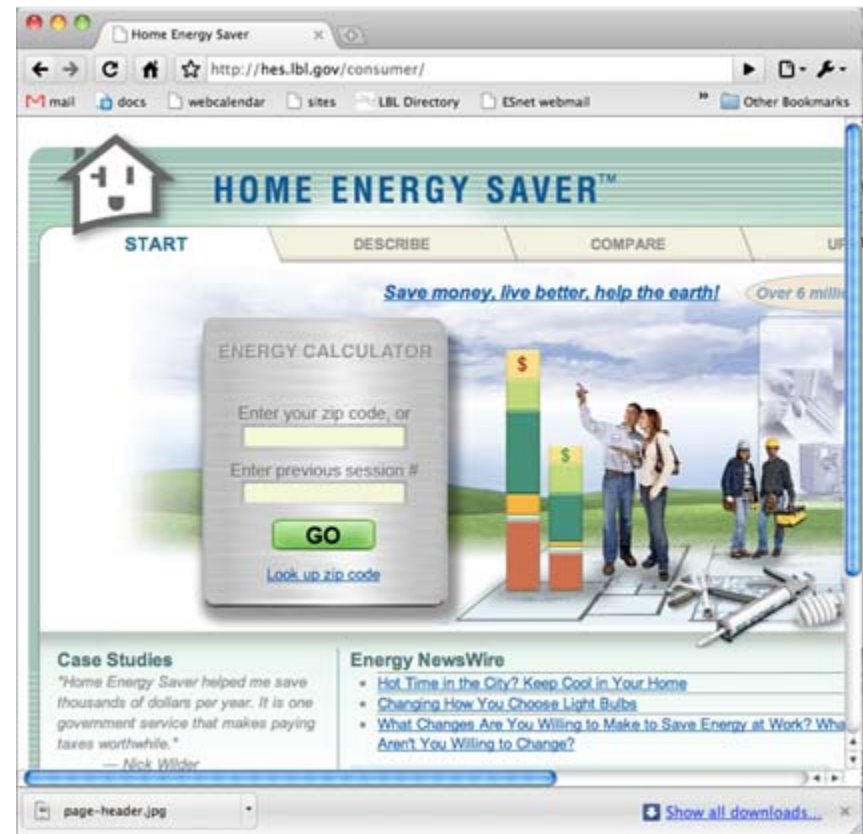 Home Energy Saver
http://hes.lbl.gov/consumer/
mail docs webcalendar sites LBL Directory ESnet webmail » Other Bookmarks
HOME ENERGY SAVER™
START DESCRIBE COMPARE
Save money, live better, help the earth! Over 6
ENERGY CALCULATOR
$
Enter your zip code, or
$
Enter previous session #
GO
Look up zip code
Case Studies
"Home Energy Saver helped me save
thousands of dollars per year. It is one
government service that makes paying
taxes worthwhile."
— Nick Wilder
Energy NewsWire
• Hot Time in the City? Keep Cool in Your Home
• Changing How You Choose Light Bulbs
• What Changes Are You Willing to Make to Save Energy at Work?
Aren't You Willing to Change?
page-header.jpg Show all downloads...